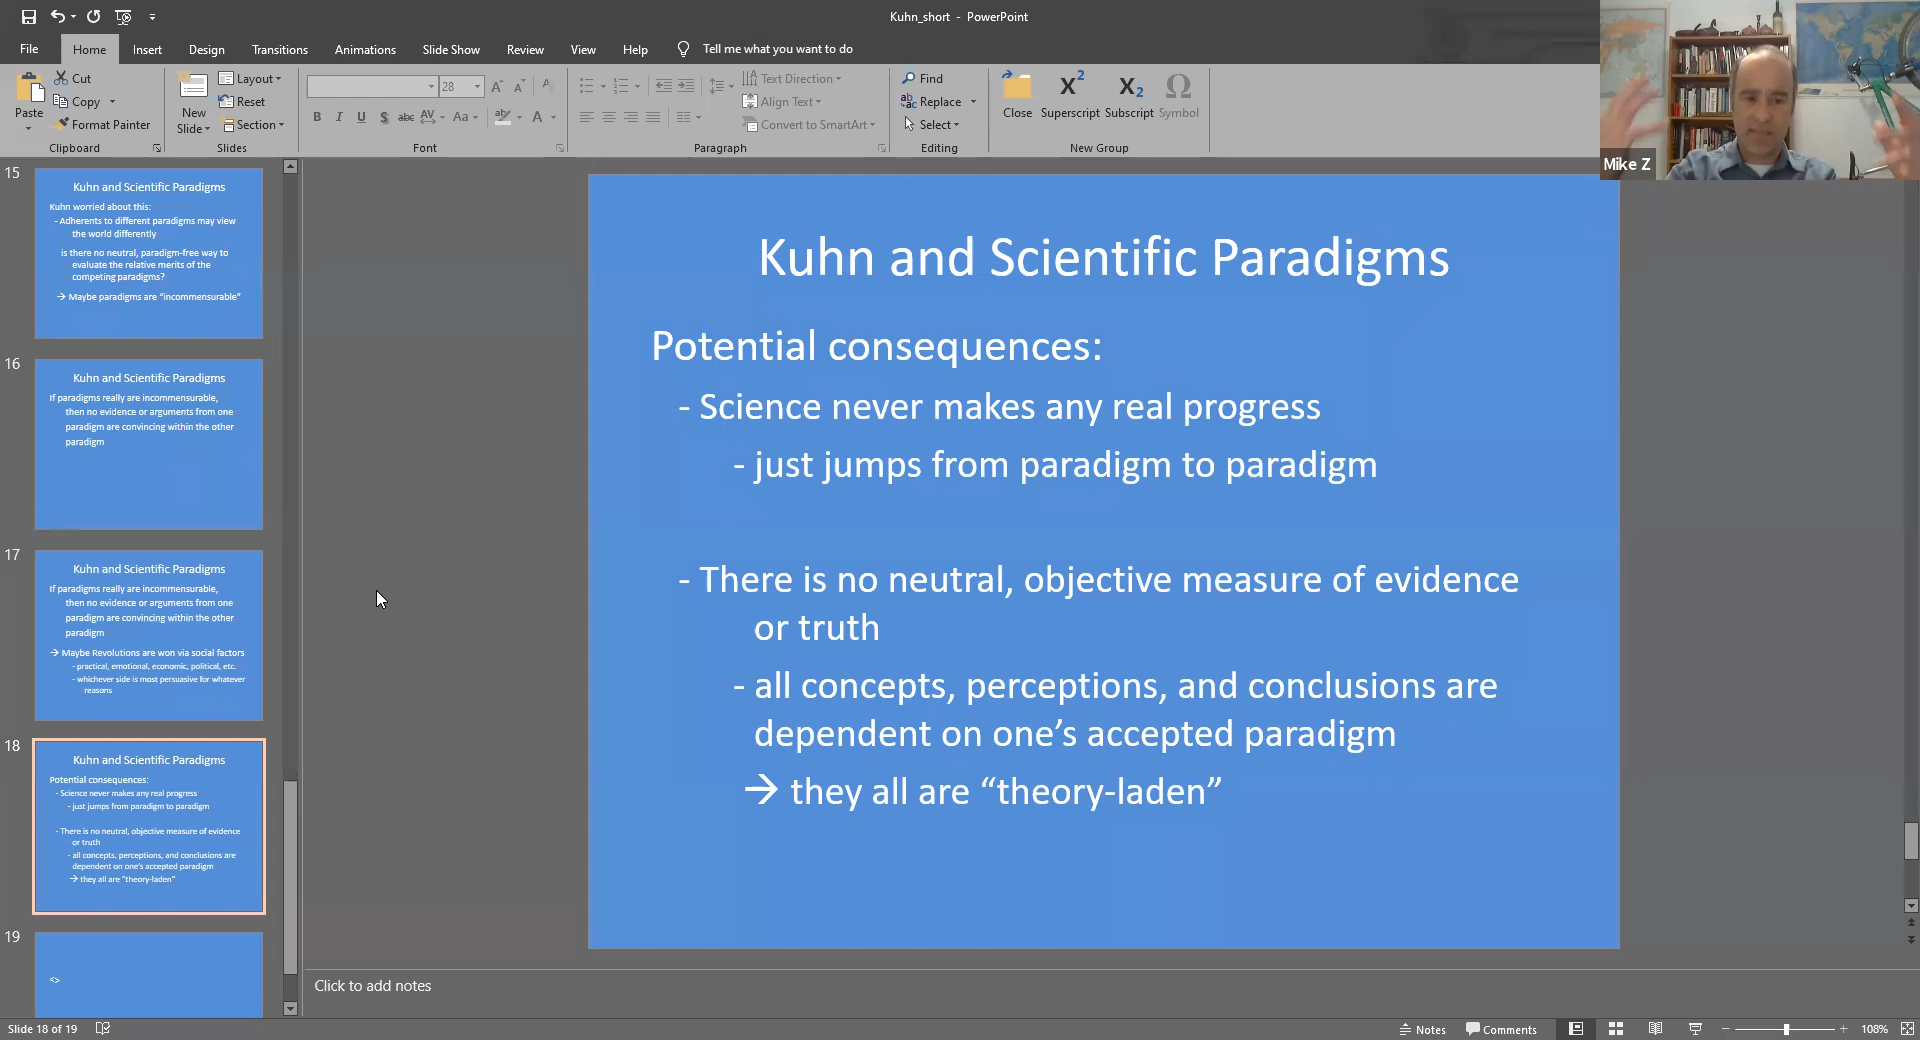 Kuhn_short - PowerPoint
File Home Insert Design Transitions Animations Slide Show Review View Help Tell me what you want to do
Paste
Cut
Copy
Format Painter
Clipboard
New
Slide
Layout
Reset
Section
Slides
28
A A A
B I U S abc AV Aa A
Font
Text Direction
Align Text
Convert to SmartArt
Paragraph
Find
Replace
Select
Editing
Close Superscript Subscript Symbol
New Group
Mike Z
15
Kuhn and Scientific Paradigms
Kuhn worried about this:
- Adherents to different paradigms may view
the world differently
is there no neutral, paradigm-free way to
evaluate the relative merits of the
competing paradigms?
→ Maybe paradigms are “incommensurable”
16
Kuhn and Scientific Paradigms
If paradigms really are incommensurable,
then no evidence or arguments from one
paradigm are convincing within the other
paradigm
17
Kuhn and Scientific Paradigms
If paradigms really are incommensurable,
then no evidence or arguments from one
paradigm are convincing within the other
paradigm
→ Maybe Revolutions are won via social factors
- practical, emotional, economic, political, etc.
- whichever side is most persuasive for whatever
reasons
18
Kuhn and Scientific Paradigms
Potential consequences:
- Science never makes any real progress
- just jumps from paradigm to paradigm
- There is no neutral, objective measure of evidence
or truth
- all concepts, perceptions, and conclusions are
dependent on one’s accepted paradigm
→ they all are “theory-laden”
19
<>
Kuhn and Scientific Paradigms
Potential consequences:
- Science never makes any real progress
- just jumps from paradigm to paradigm
- There is no neutral, objective measure of evidence
or truth
- all concepts, perceptions, and conclusions are
dependent on one’s accepted paradigm
→ they all are “theory-laden”
Click to add notes
Slide 18 of 19
Notes Comments 108%